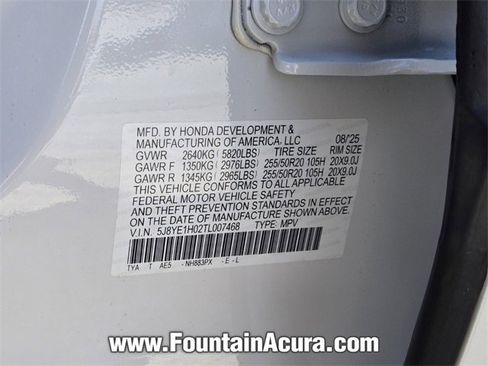 MFD. BY HONDA DEVELOPMENT &
MANUFACTURING OF AMERICA, LLC 08/'25
GVWR 2640KG (5820LBS) TIRE SIZE RIM SIZE
GAWR F 1350KG (2976LBS) 255/50R20 105H 20X9.0J
GAWR R 1345KG (2965LBS) 255/50R20 105H 20X9.0J
THIS VEHICLE CONFORMS TO ALL APPLICABLE
FEDERAL MOTOR VEHICLE SAFETY
AND THEFT PREVENTION STANDARDS IN EFFECT
ON THE DATE OF MANUFACTURE SHOWN ABOVE.
V.I.N. 5J8YE1H02TL007468 TYPE: MPV
TYA T AE5 -NH883PX -E-L
www.FountainAcura.com